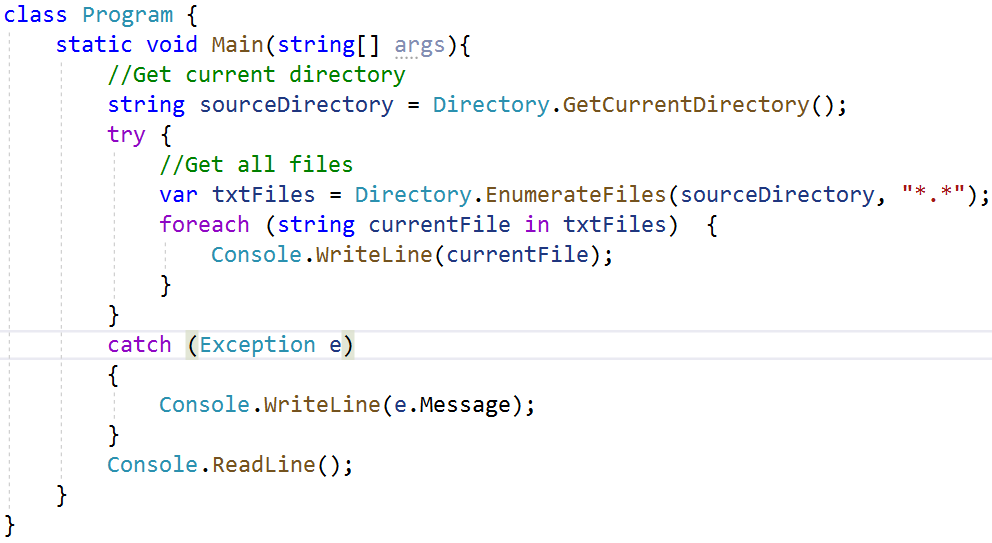 class Program {
    static void Main(string[] args){
        //Get current directory
        string sourceDirectory = Directory.GetCurrentDirectory();
        try {
            //Get all files
            var txtFiles = Directory.EnumerateFiles(sourceDirectory, "*.*");
            foreach (string currentFile in txtFiles)  {
                Console.WriteLine(currentFile);
            }
        }
        catch (Exception e)
        {
            Console.WriteLine(e.Message);
        }
        Console.ReadLine();
    }
}